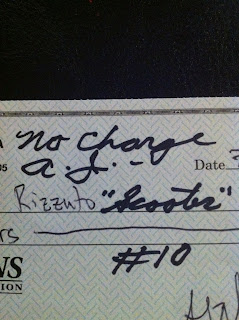 No Charge
A.J.--
Date
Rizzuto "Scooter"
#10